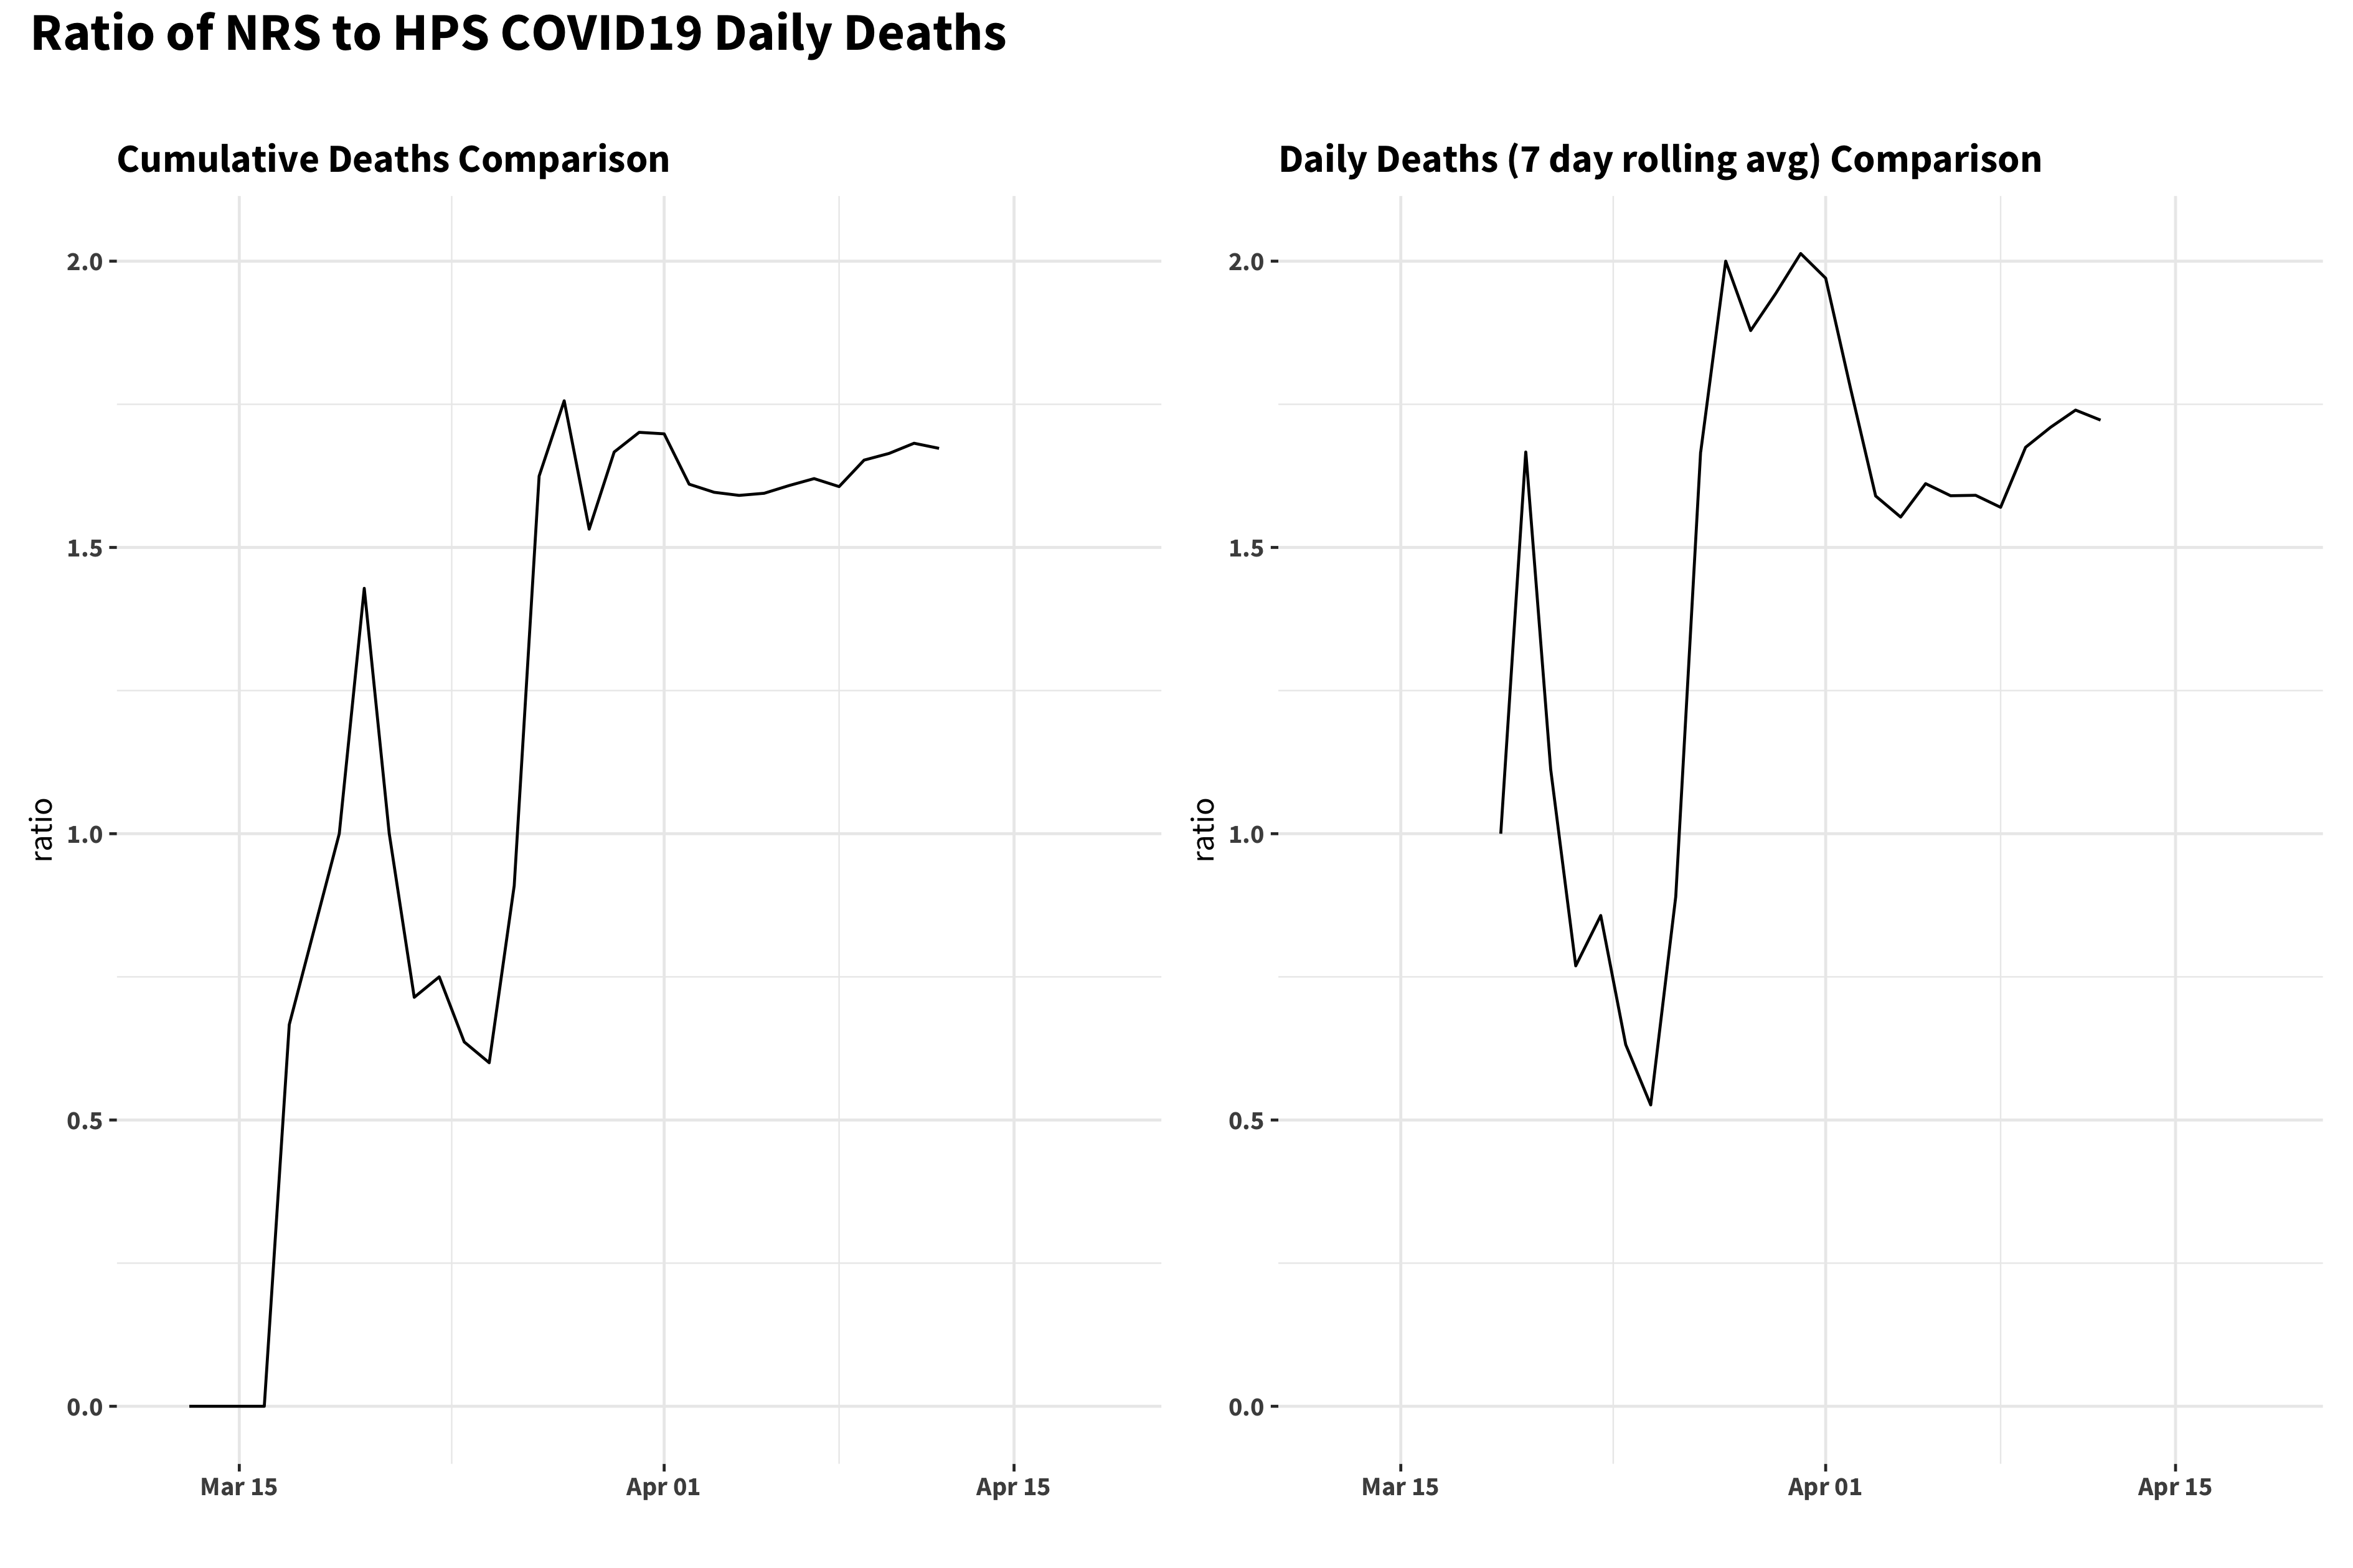 Ratio of NRS to HPS COVID19 Daily Deaths
Cumulative Deaths Comparison
2.0
1.5
1.0
0.5
0.0
ratio
Mar 15 Apr 01 Apr 15
Daily Deaths (7 day rolling avg) Comparison
2.0
1.5
1.0
0.5
0.0
ratio
Mar 15 Apr 01 Apr 15